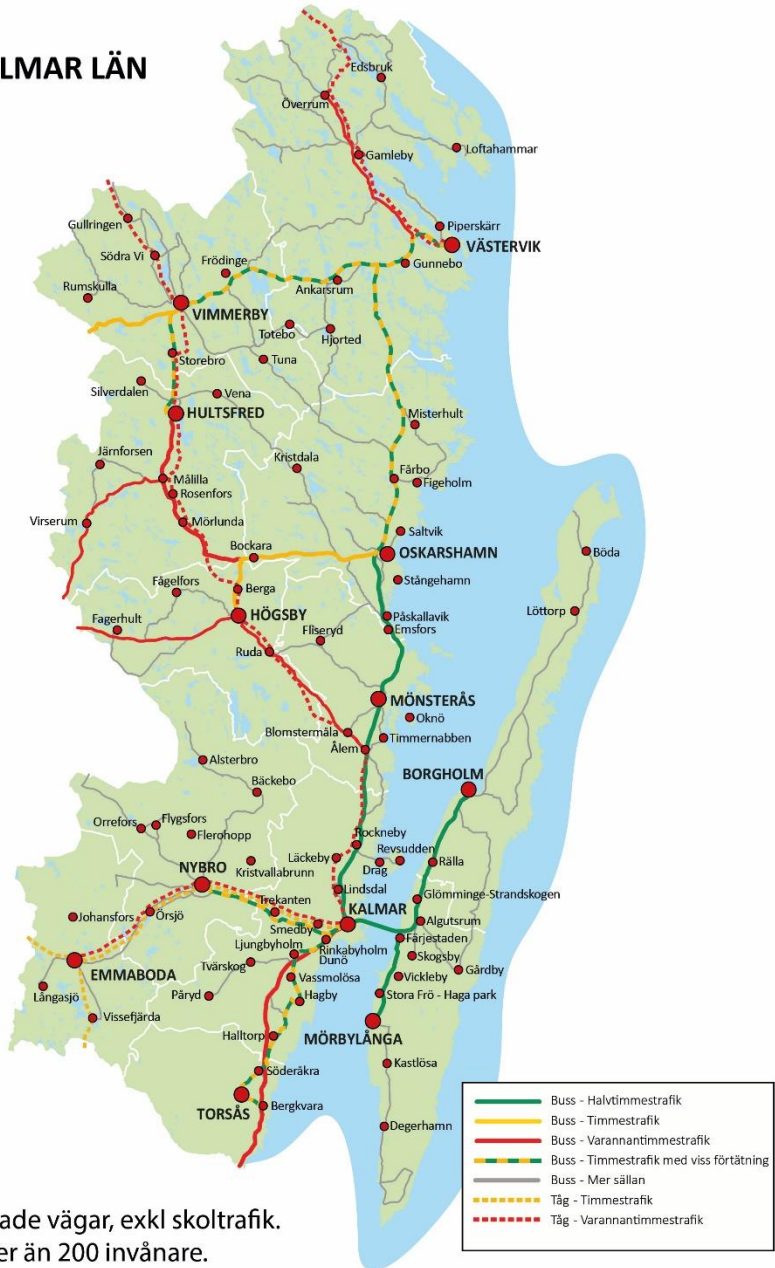 LMAR LÄN
Edsbruk
Överrum
Loftahammar
Gamleby
Gullringen
Piperskärr
VÄSTERVIK
Södra Vi
Frödinge
Gunnebo
Rumskulla
Ankarsrum
VIMMERBY
Totebo
Hjorted
Storebro
Tuna
Silverdalen
Vena
HULTSFRED
Misterhult
Järnforsen
Kristdala
Fårbo
Målilla
Figeholm
Rosenfors
Virserum
Mörlunda
Saltvik
Bockara
OSKARSHAMN
Böda
Fågelfors
Berga
Stångehamn
Löttorp
HÖGSBY
Påskallavik
Fagerhult
Emsfors
Fliseryd
Ruda
MÖNSTERÅS
Oknö
Blomstermåla
Timmernabben
Ålem
Alsterbro
BORGHOLM
Bäckebo
Orrefors
Flygsfors
Flerohopp
Rockneby
Revsudden
Läckeby
Drag
Rälla
NYBRO
Kristvallabrunn
Lindsdal
Glömminge-Strandskogen
Trekanten
KALMAR
Johansfors
Örsjö
Smedby
Algutsrum
Rinkabyholm
Färjestaden
Ljungbyholm
Dunö
Skogsby
EMMABODA
Tvärskog
Vassmolösa
Vickleby
Gårdby
Långasjö
Påryd
Hagby
Stora Frö - Haga park
Vissefjärda
Halltorp
MÖRBYLÅNGA
Kastlösa
Söderåkra
TORSÅS
Bergkvara
Degerhamn
Buss - Halvtimmestrafik
Buss - Timmestrafik
Buss - Varannantimmestrafik
Buss - Timmestrafik med viss förtätning
Buss - Mer sällan
Tåg - Timmestrafik
Tåg - Varannantimmestrafik
ade vägar, exkl skoltrafik.
er än 200 invånare.